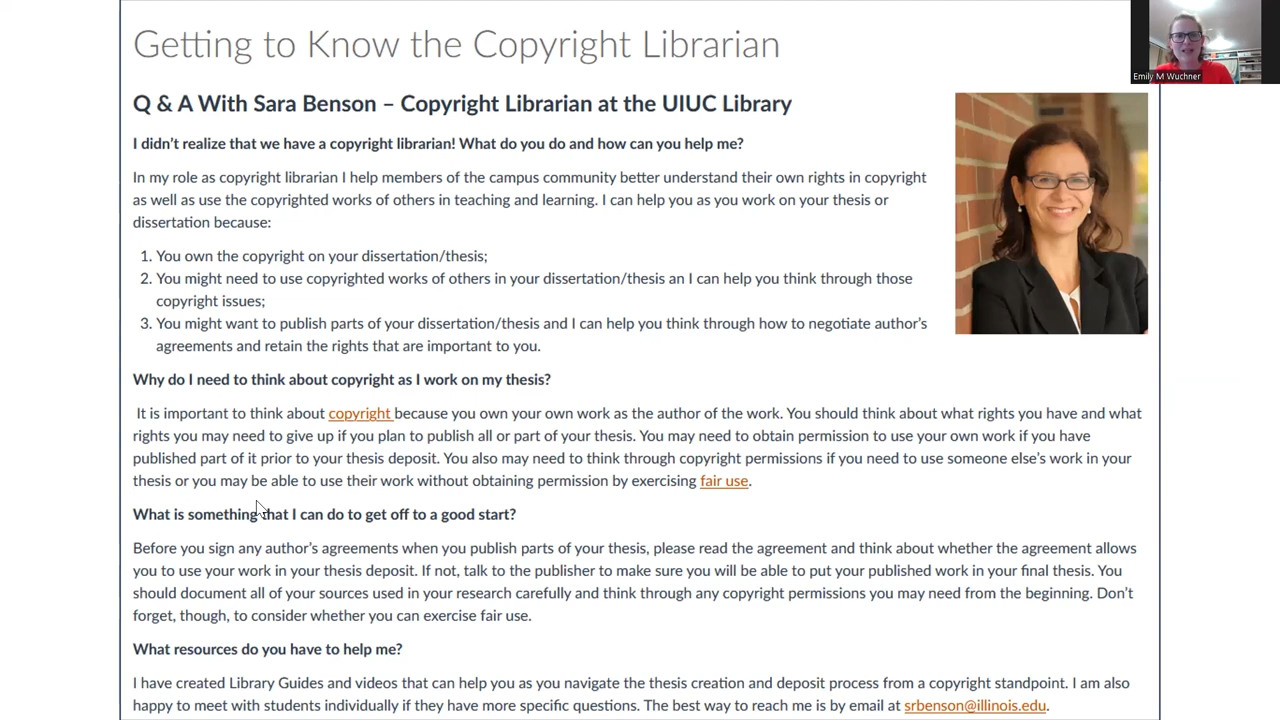 Getting to Know the Copyright Librarian
Emily M Wuchner
Q & A With Sara Benson – Copyright Librarian at the UIUC Library
I didn't realize that we have a copyright librarian! What do you do and how can you help me?
In my role as copyright librarian I help members of the campus community better understand their own rights in copyright
as well as use the copyrighted works of others in teaching and learning. I can help you as you work on your thesis or
dissertation because:
1. You own the copyright on your dissertation/thesis;
2. You might need to use copyrighted works of others in your dissertation/thesis an I can help you think through those
copyright issues;
3. You might want to publish parts of your dissertation/thesis and I can help you think through how to negotiate author's
agreements and retain the rights that are important to you.
Why do I need to think about copyright as I work on my thesis?
It is important to think about copyright because you own your own work as the author of the work. You should think about what rights you have and what
rights you may need to give up if you plan to publish all or part of your thesis. You may need to obtain permission to use your own work if you have
published part of it prior to your thesis deposit. You also may need to think through copyright permissions if you need to use someone else's work in your
thesis or you may be able to use their work without obtaining permission by exercising fair use.
What is something that I can do to get off to a good start?
Before you sign any author's agreements when you publish parts of your thesis, please read the agreement and think about whether the agreement allows
you to use your work in your thesis deposit. If not, talk to the publisher to make sure you will be able to put your published work in your final thesis. You
should document all of your sources used in your research carefully and think through any copyright permissions you may need from the beginning. Don't
forget, though, to consider whether you can exercise fair use.
What resources do you have to help me?
I have created Library Guides and videos that can help you as you navigate the thesis creation and deposit process from a copyright standpoint. I am also
happy to meet with students individually if they have more specific questions. The best way to reach me is by email at srbenson@illinois.edu.